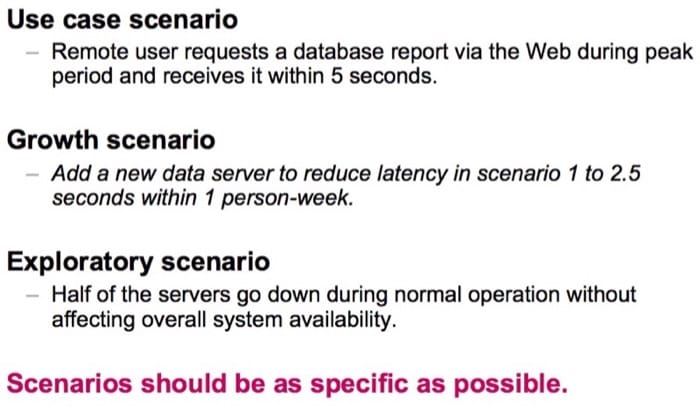 Use case scenario
– Remote user requests a database report via the Web during peak
period and receives it within 5 seconds.
Growth scenario
– Add a new data server to reduce latency in scenario 1 to 2.5
seconds within 1 person-week.
Exploratory scenario
– Half of the servers go down during normal operation without
affecting overall system availability.
Scenarios should be as specific as possible.